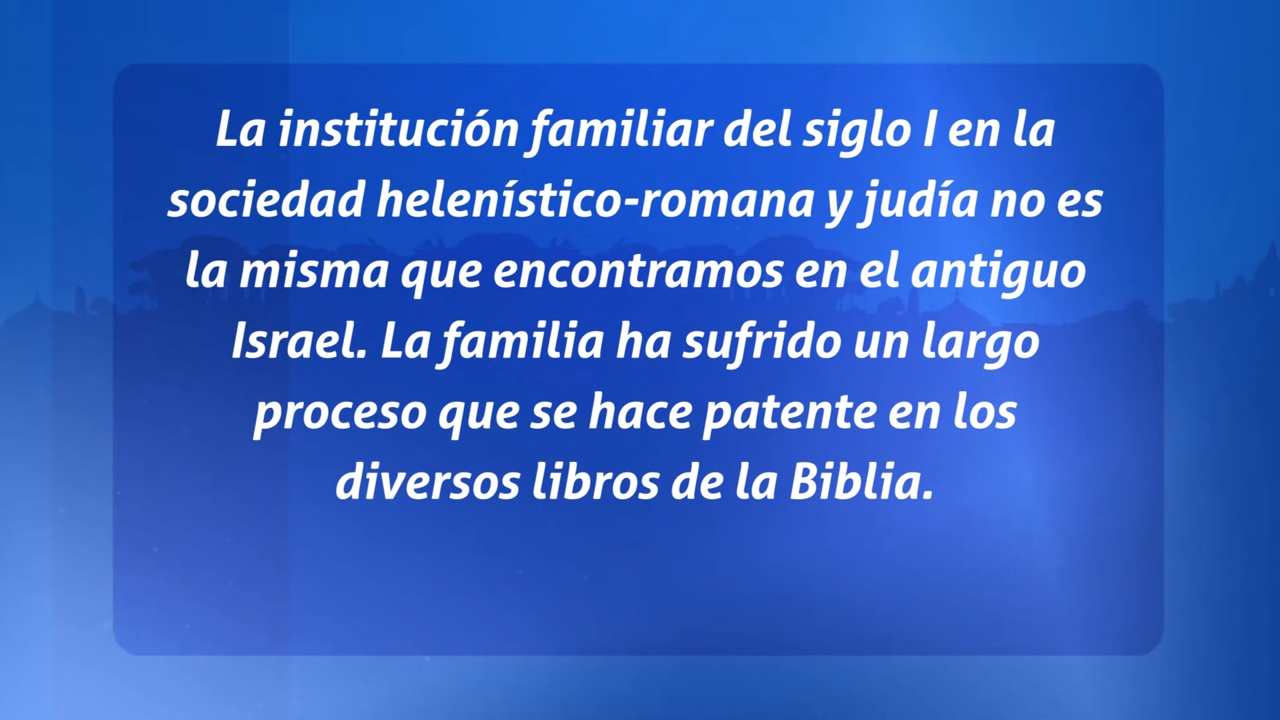 La institución familiar del siglo I en la
sociedad helenístico-romana y judía no es
la misma que encontramos en el antiguo
Israel. La familia ha sufrido un largo
proceso que se hace patente en los
diversos libros de la Biblia.